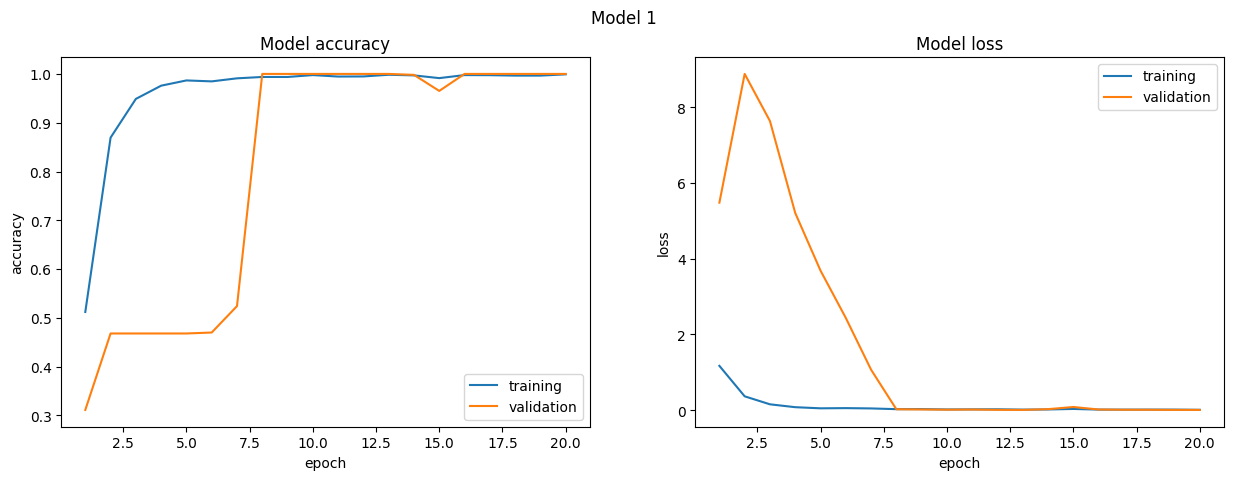 Model 1
Model accuracy
1.0
0.9
0.8
0.7
0.6
0.5
0.4
0.3
accuracy
training
validation
2.5 5.0 7.5 10.0 12.5 15.0 17.5 20.0
epoch
Model loss
training
validation
8
6
4
2
0
loss
2.5 5.0 7.5 10.0 12.5 15.0 17.5 20.0
epoch